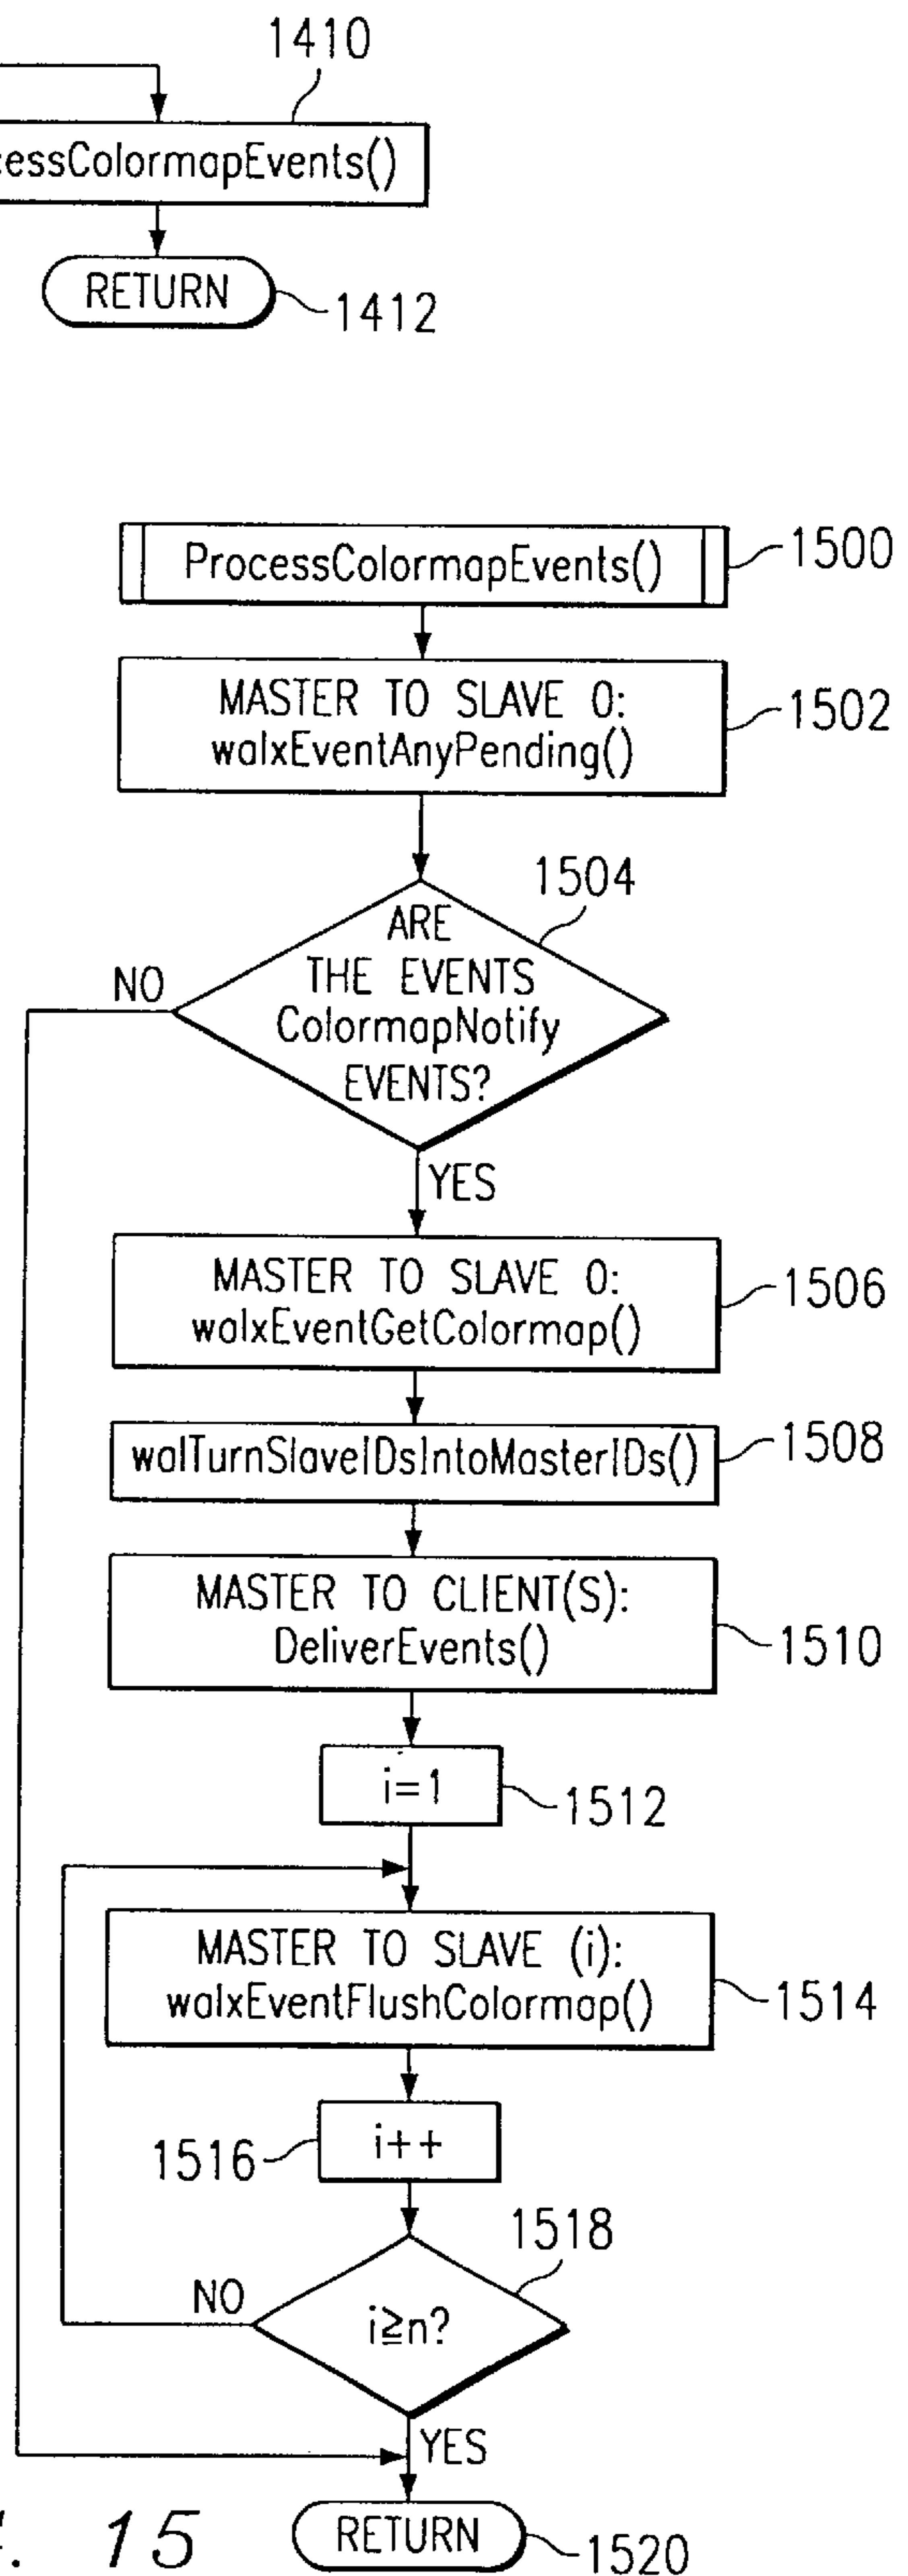 1410
cessColormapEvents()
RETURN
1412
ProcessColormapEvents()
1500
MASTER TO SLAVE 0:
walxEventAnyPending()
1502
1504
ARE
THE EVENTS
ColormapNotify
EVENTS?
NO
YES
MASTER TO SLAVE 0:
walxEventGetColormap()
1506
walTurnSlaveIDsIntoMasterIDs()
1508
MASTER TO CLIENT(S):
DeliverEvents()
1510
i=1
1512
MASTER TO SLAVE (i):
walxEventFlushColormap()
1514
i++
1516
1518
i≧n?
NO
YES
RETURN
1520
. 15